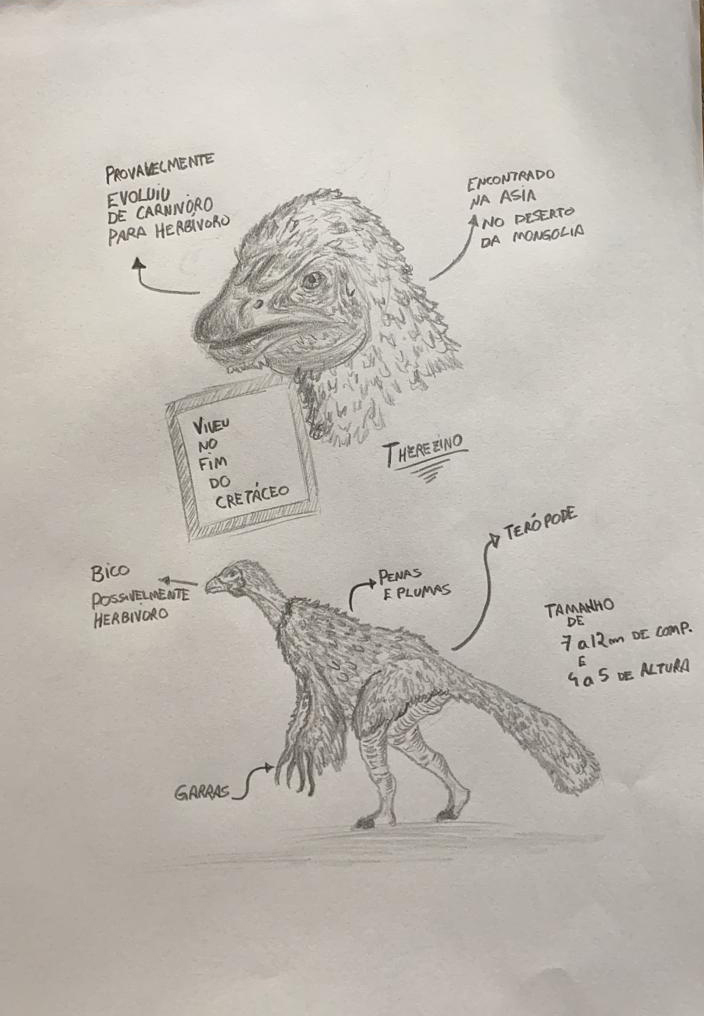 PROVAVELMENTE
EVOLUIU
DE CARNIVÓRO
PARA HERBIVORO
ENCONTRADO
NA ASIA
NO DESERTO
DA MONGOLIA
VIVEU
NO
FIM
DO
CRETÁCEO
THEREZINO
BICO
POSSIVELMENTE
HERBIVORO
PENAS
E PLUMAS
TERÓPODE
TAMANHO
DE
7 a 12m DE COMP.
E
4 a 5 DE ALTURA
GARRAS